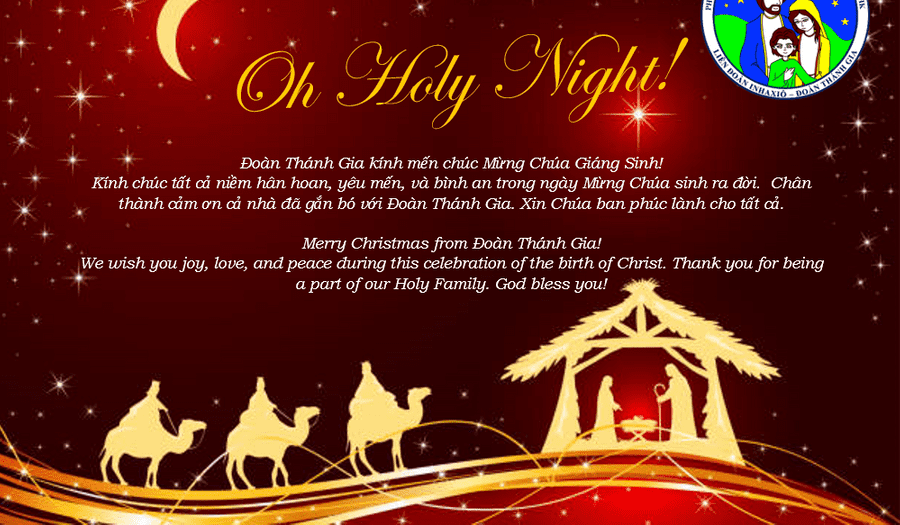 Oh Holy Night!
LIÊN ĐOÀN INHAXIÔ - ĐOÀN THÁNH GIA
Đoàn Thánh Gia kính mến chúc Mừng Chúa Giáng Sinh!
Kính chúc tất cả niềm hân hoan, yêu mến, và bình an trong ngày Mừng Chúa sinh ra đời. Chân
thành cảm ơn cả nhà đã gắn bó với Đoàn Thánh Gia. Xin Chúa ban phúc lành cho tất cả.
Merry Christmas from Đoàn Thánh Gia!
We wish you joy, love, and peace during this celebration of the birth of Christ. Thank you for being
a part of our Holy Family. God bless you!